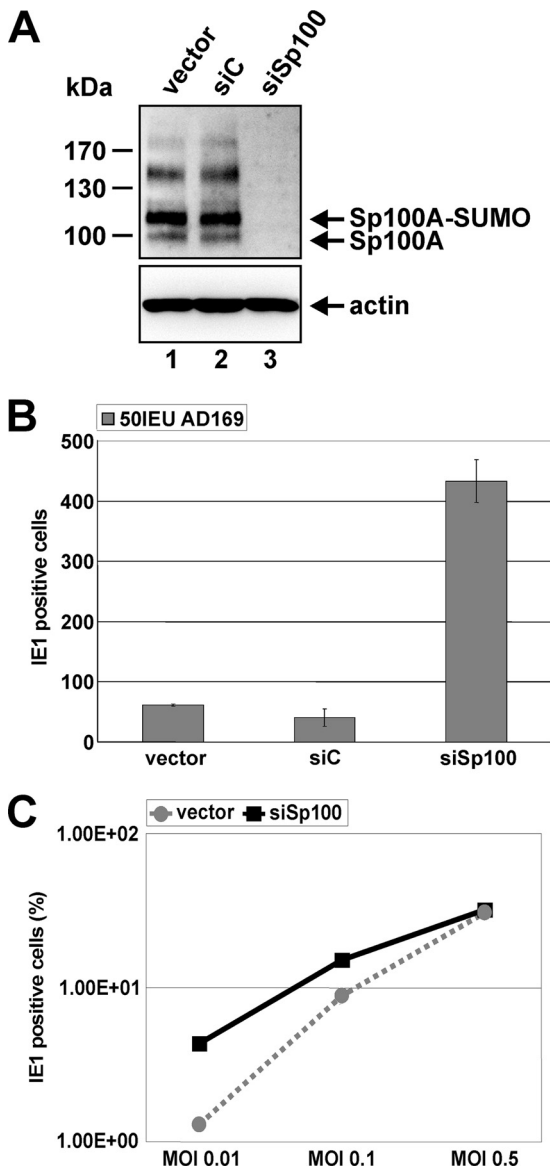 A
vector
siC
siSp100
kDa
170
130
100
Sp100A-SUMO
Sp100A
actin
1 2 3
B
50IEU AD169
IE1 positive cells
500
400
300
200
100
0
vector siC siSp100
C
vector siSp100
IE1 positive cells (%)
1.00E+02
1.00E+01
1.00E+00
MOI 0.01 MOI 0.1 MOI 0.5